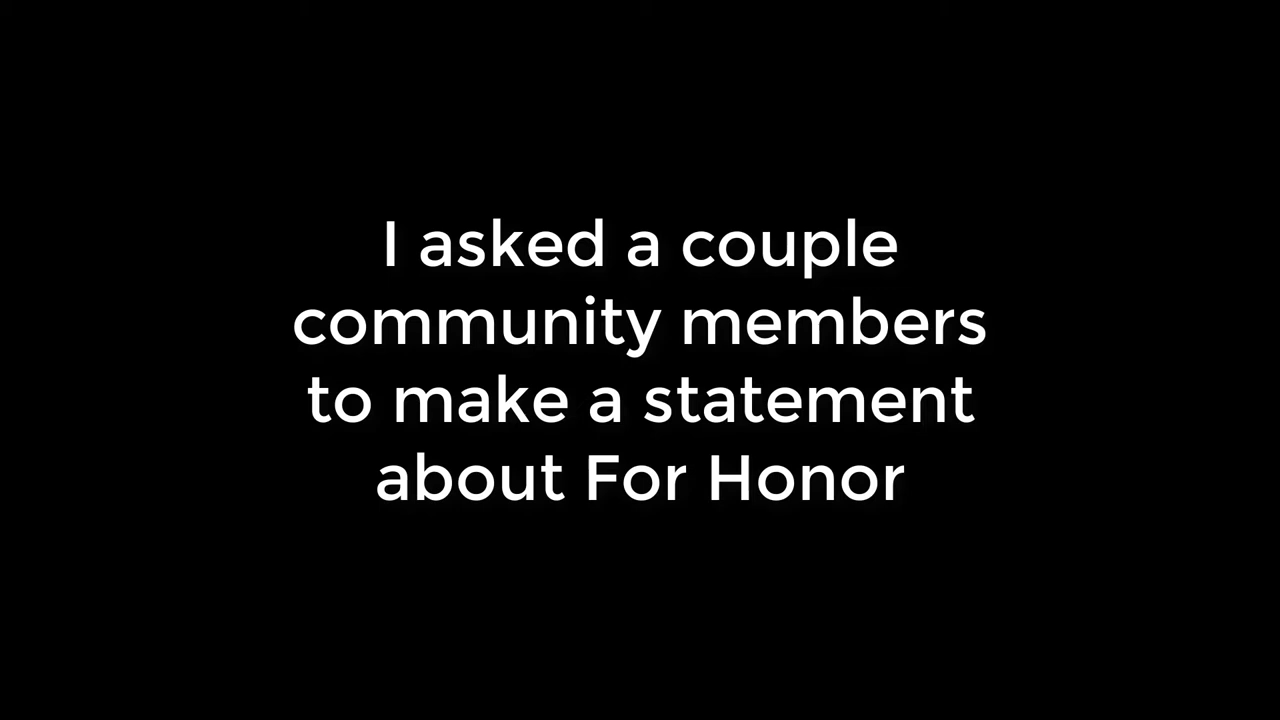 I asked a couple
community members
to make a statement
about For Honor